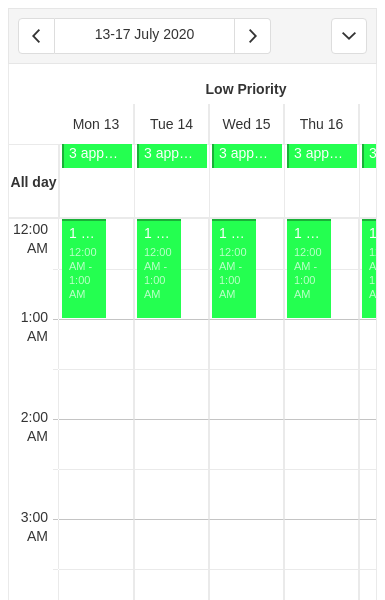 13-17 July 2020
Low Priority
Mon 13
Tue 14
Wed 15
Thu 16
All day
3 app…
3 app…
3 app…
3 app…
3
12:00
AM
1 …
12:00
AM -
1:00
AM
1 …
12:00
AM -
1:00
AM
1 …
12:00
AM -
1:00
AM
1 …
12:00
AM -
1:00
AM
1:00
AM
2:00
AM
3:00
AM